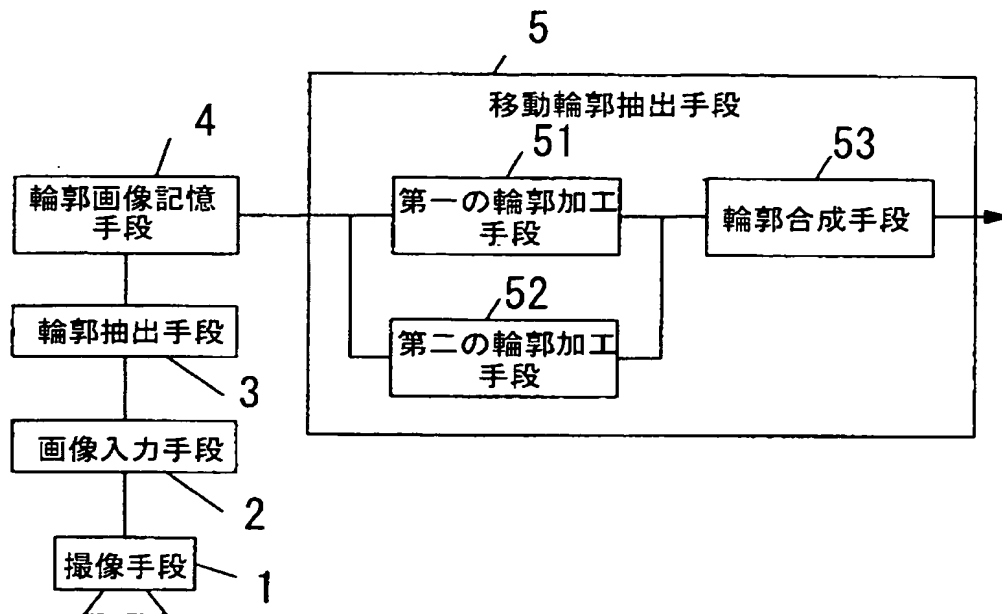 5
移動輪郭抽出手段
4
51
53
輪郭画像記憶
手段
第一の輪郭加工
手段
輪郭合成手段
52
第二の輪郭加工
手段
輪郭抽出手段
3
画像入力手段
2
撮像手段
1